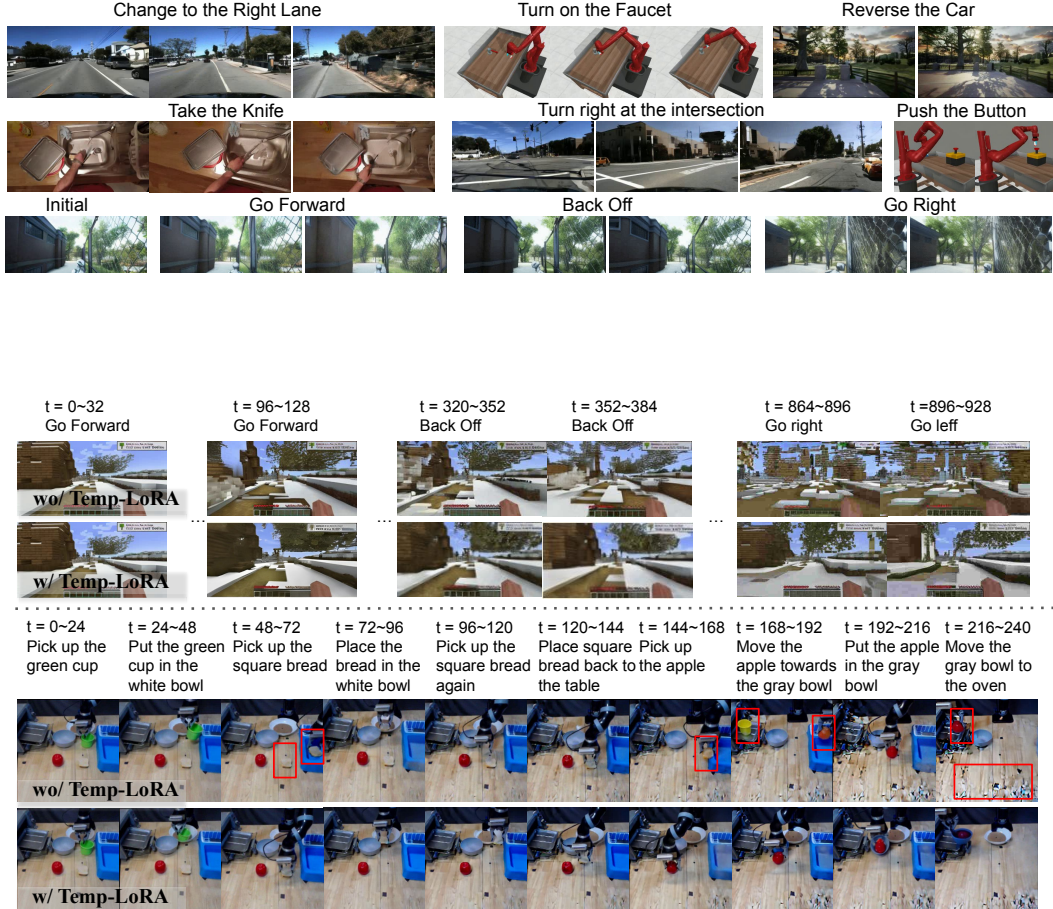 Change to the Right Lane
Turn on the Faucet
Reverse the Car
Take the Knife
Turn right at the intersection
Push the Button
Initial
Go Forward
Back Off
Go Right
t = 0~32
Go Forward
t = 96~128
Go Forward
t = 320~352
Back Off
t = 352~384
Back Off
t = 864~896
Go right
t =896~928
Go leff
wo/ Temp-LoRA
...
...
...
w/ Temp-LoRA
t = 0~24
Pick up the
green cup
t = 24~48
Put the green
cup in the
white bowl
t = 48~72
Pick up the
square bread
t = 72~96
Place the
bread in the
white bowl
t = 96~120
Pick up the
square bread
again
t = 120~144
Place square
bread back to
the table
t = 144~168
Pick up
the apple
t = 168~192
Move the
apple towards
the gray bowl
t = 192~216
Put the apple
in the gray
bowl
t = 216~240
Move the
gray bowl to
the oven
wo/ Temp-LoRA
w/ Temp-LoRA